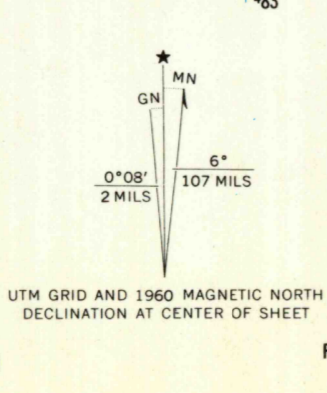 483
MN
GN
0°08′
6°
2 MILS
107 MILS
UTM GRID AND 1960 MAGNETIC NORTH
DECLINATION AT CENTER OF SHEET